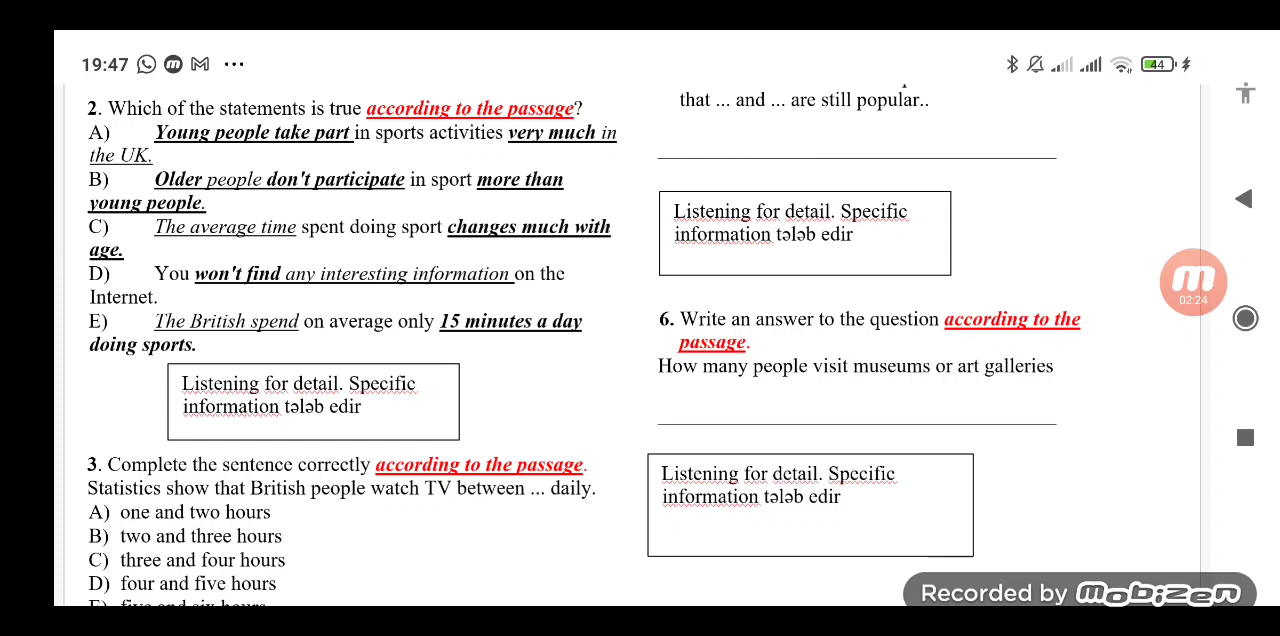 19:47
44
2. Which of the statements is true according to the passage?
A) Young people take part in sports activities very much in
the UK.
B) Older people don't participate in sport more than
young people.
C) The average time spent doing sport changes much with
age.
D) You won't find any interesting information on the
Internet.
E) The British spend on average only 15 minutes a day
doing sports.
Listening for detail. Specific
information tələb edir
3. Complete the sentence correctly according to the passage.
Statistics show that British people watch TV between ... daily.
A) one and two hours
B) two and three hours
C) three and four hours
D) four and five hours
E) five and six hours
that ... and ... are still popular..
Listening for detail. Specific
information tələb edir
6. Write an answer to the question according to the
passage.
How many people visit museums or art galleries
Listening for detail. Specific
information tələb edir
02:24
Recorded by mobizen